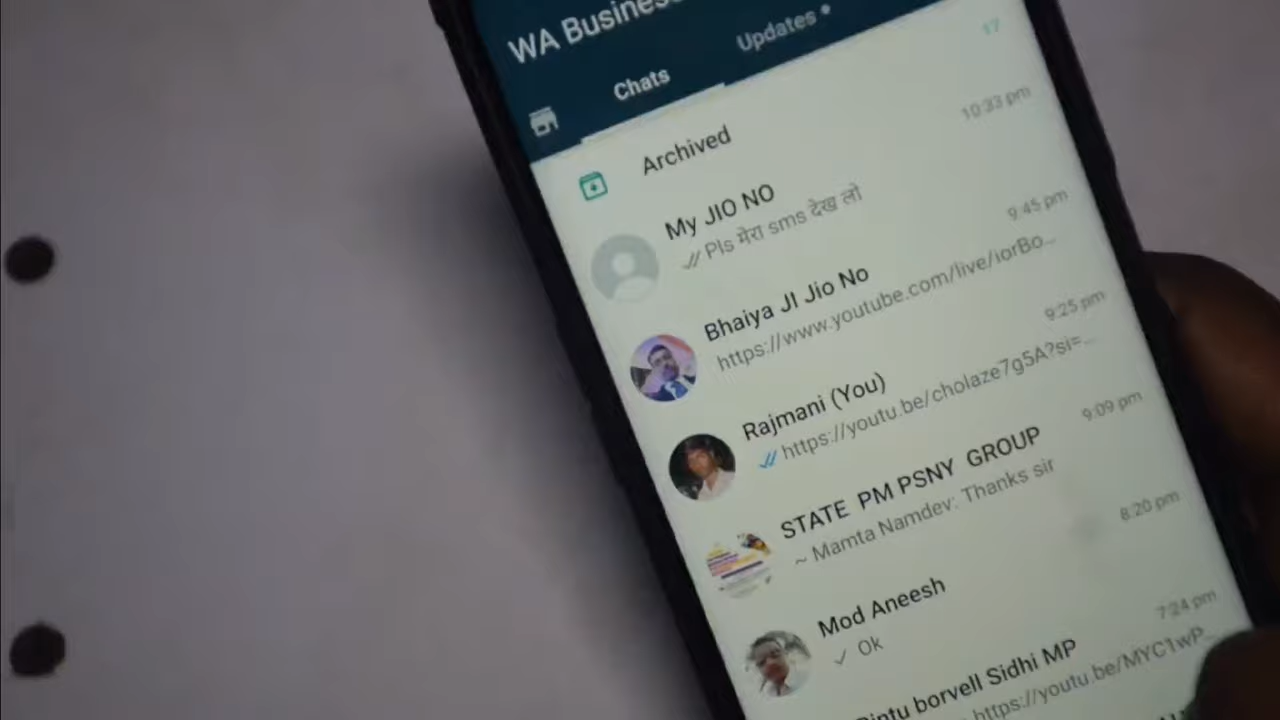 WA Business
Chats
Updates
Archived
17
My JIO NO
10:33 pm
Pls मेरा sms देख लो
Bhaiya JI Jio No
9:45 pm
https://www.youtube.com/live/iorBo...
Rajmani (You)
9:25 pm
https://youtu.be/cholaze7g5A?si=...
STATE PM PSNY GROUP
9:09 pm
~ Mamta Namdev: Thanks sir
Mod Aneesh
8:20 pm
Ok
Pintu borvell Sidhi MP
7:24 pm
https://youtu.be/MYC1wP...